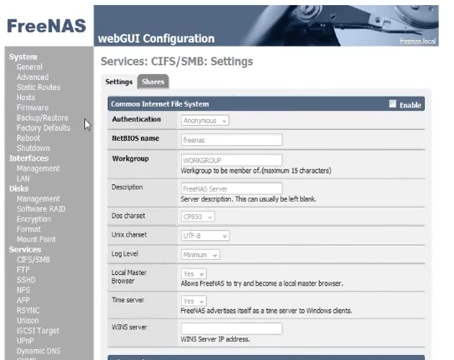 FreeNAS
webGUI Configuration
freenas.local
System
General
Advanced
Static Routes
Hosts
Firmware
Backup/Restore
Factory Defaults
Reboot
Shutdown
Interfaces
Management
LAN
Disks
Management
Software RAID
Encryption
Format
Mount Point
Services
CIFS/SMB
FTP
SSHD
NFS
AFP
RSYNC
Unison
iSCSI Target
UPnP
Dynamic DNS
Services: CIFS/SMB: Settings
Settings Shares
Common Internet File System Enable
Authentication Anonymous
NetBIOS name freenas
Workgroup WORKGROUP
Workgroup to be member of.(maximum 15 characters)
Description FreeNAS Server
Server description. This can usually be left blank.
Dos charset CP850
Unix charset UTF-8
Log Level Minimum
Local Master Browser Yes
Allows FreeNAS to try and become a local master browser.
Time server Yes
FreeNAS advertises itself as a time server to Windows clients.
WINS server
WINS Server IP address.